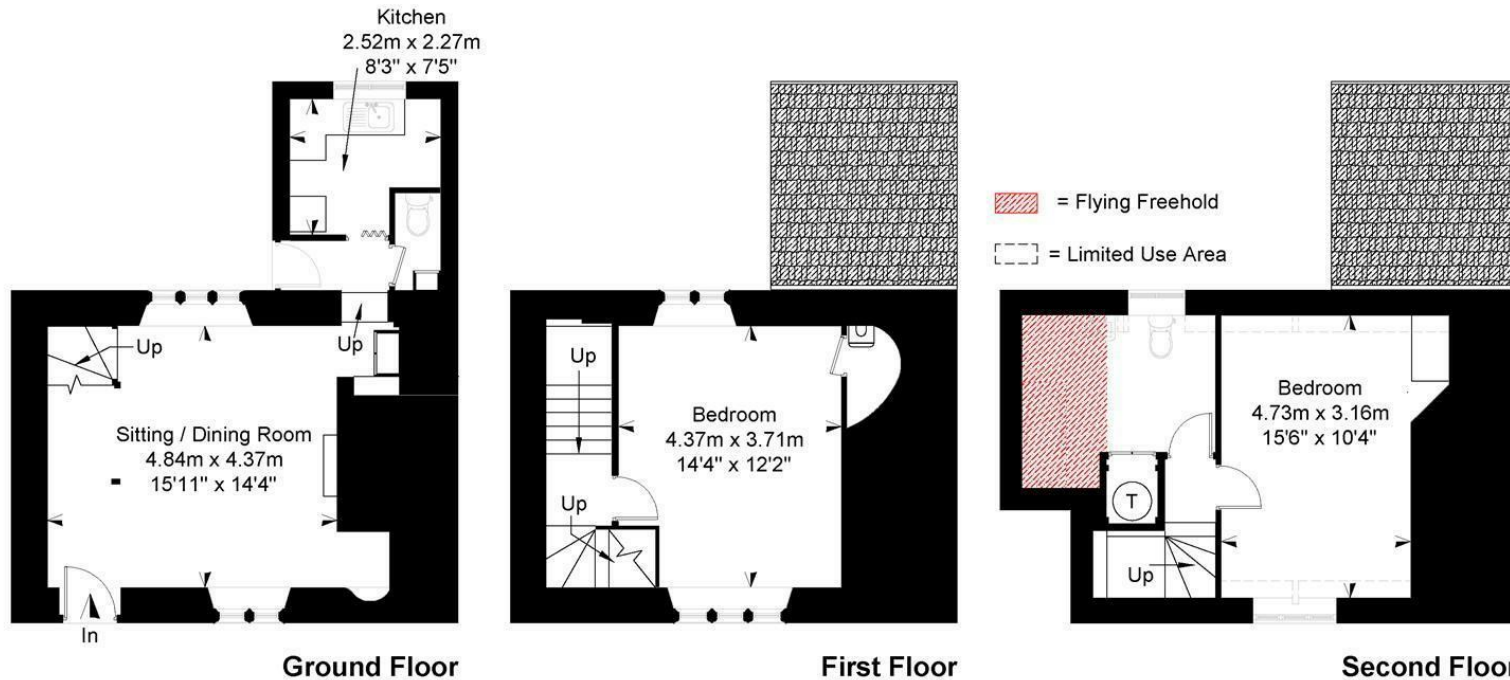 Kitchen
2.52m x 2.27m
8'3" x 7'5"
Up
Up
Sitting / Dining Room
4.84m x 4.37m
15'11" x 14'4"
In
Ground Floor
Up
Bedroom
4.37m x 3.71m
14'4" x 12'2"
Up
First Floor
= Flying Freehold
= Limited Use Area
Bedroom
4.73m x 3.16m
15'6" x 10'4"
T
Up
Second Floor